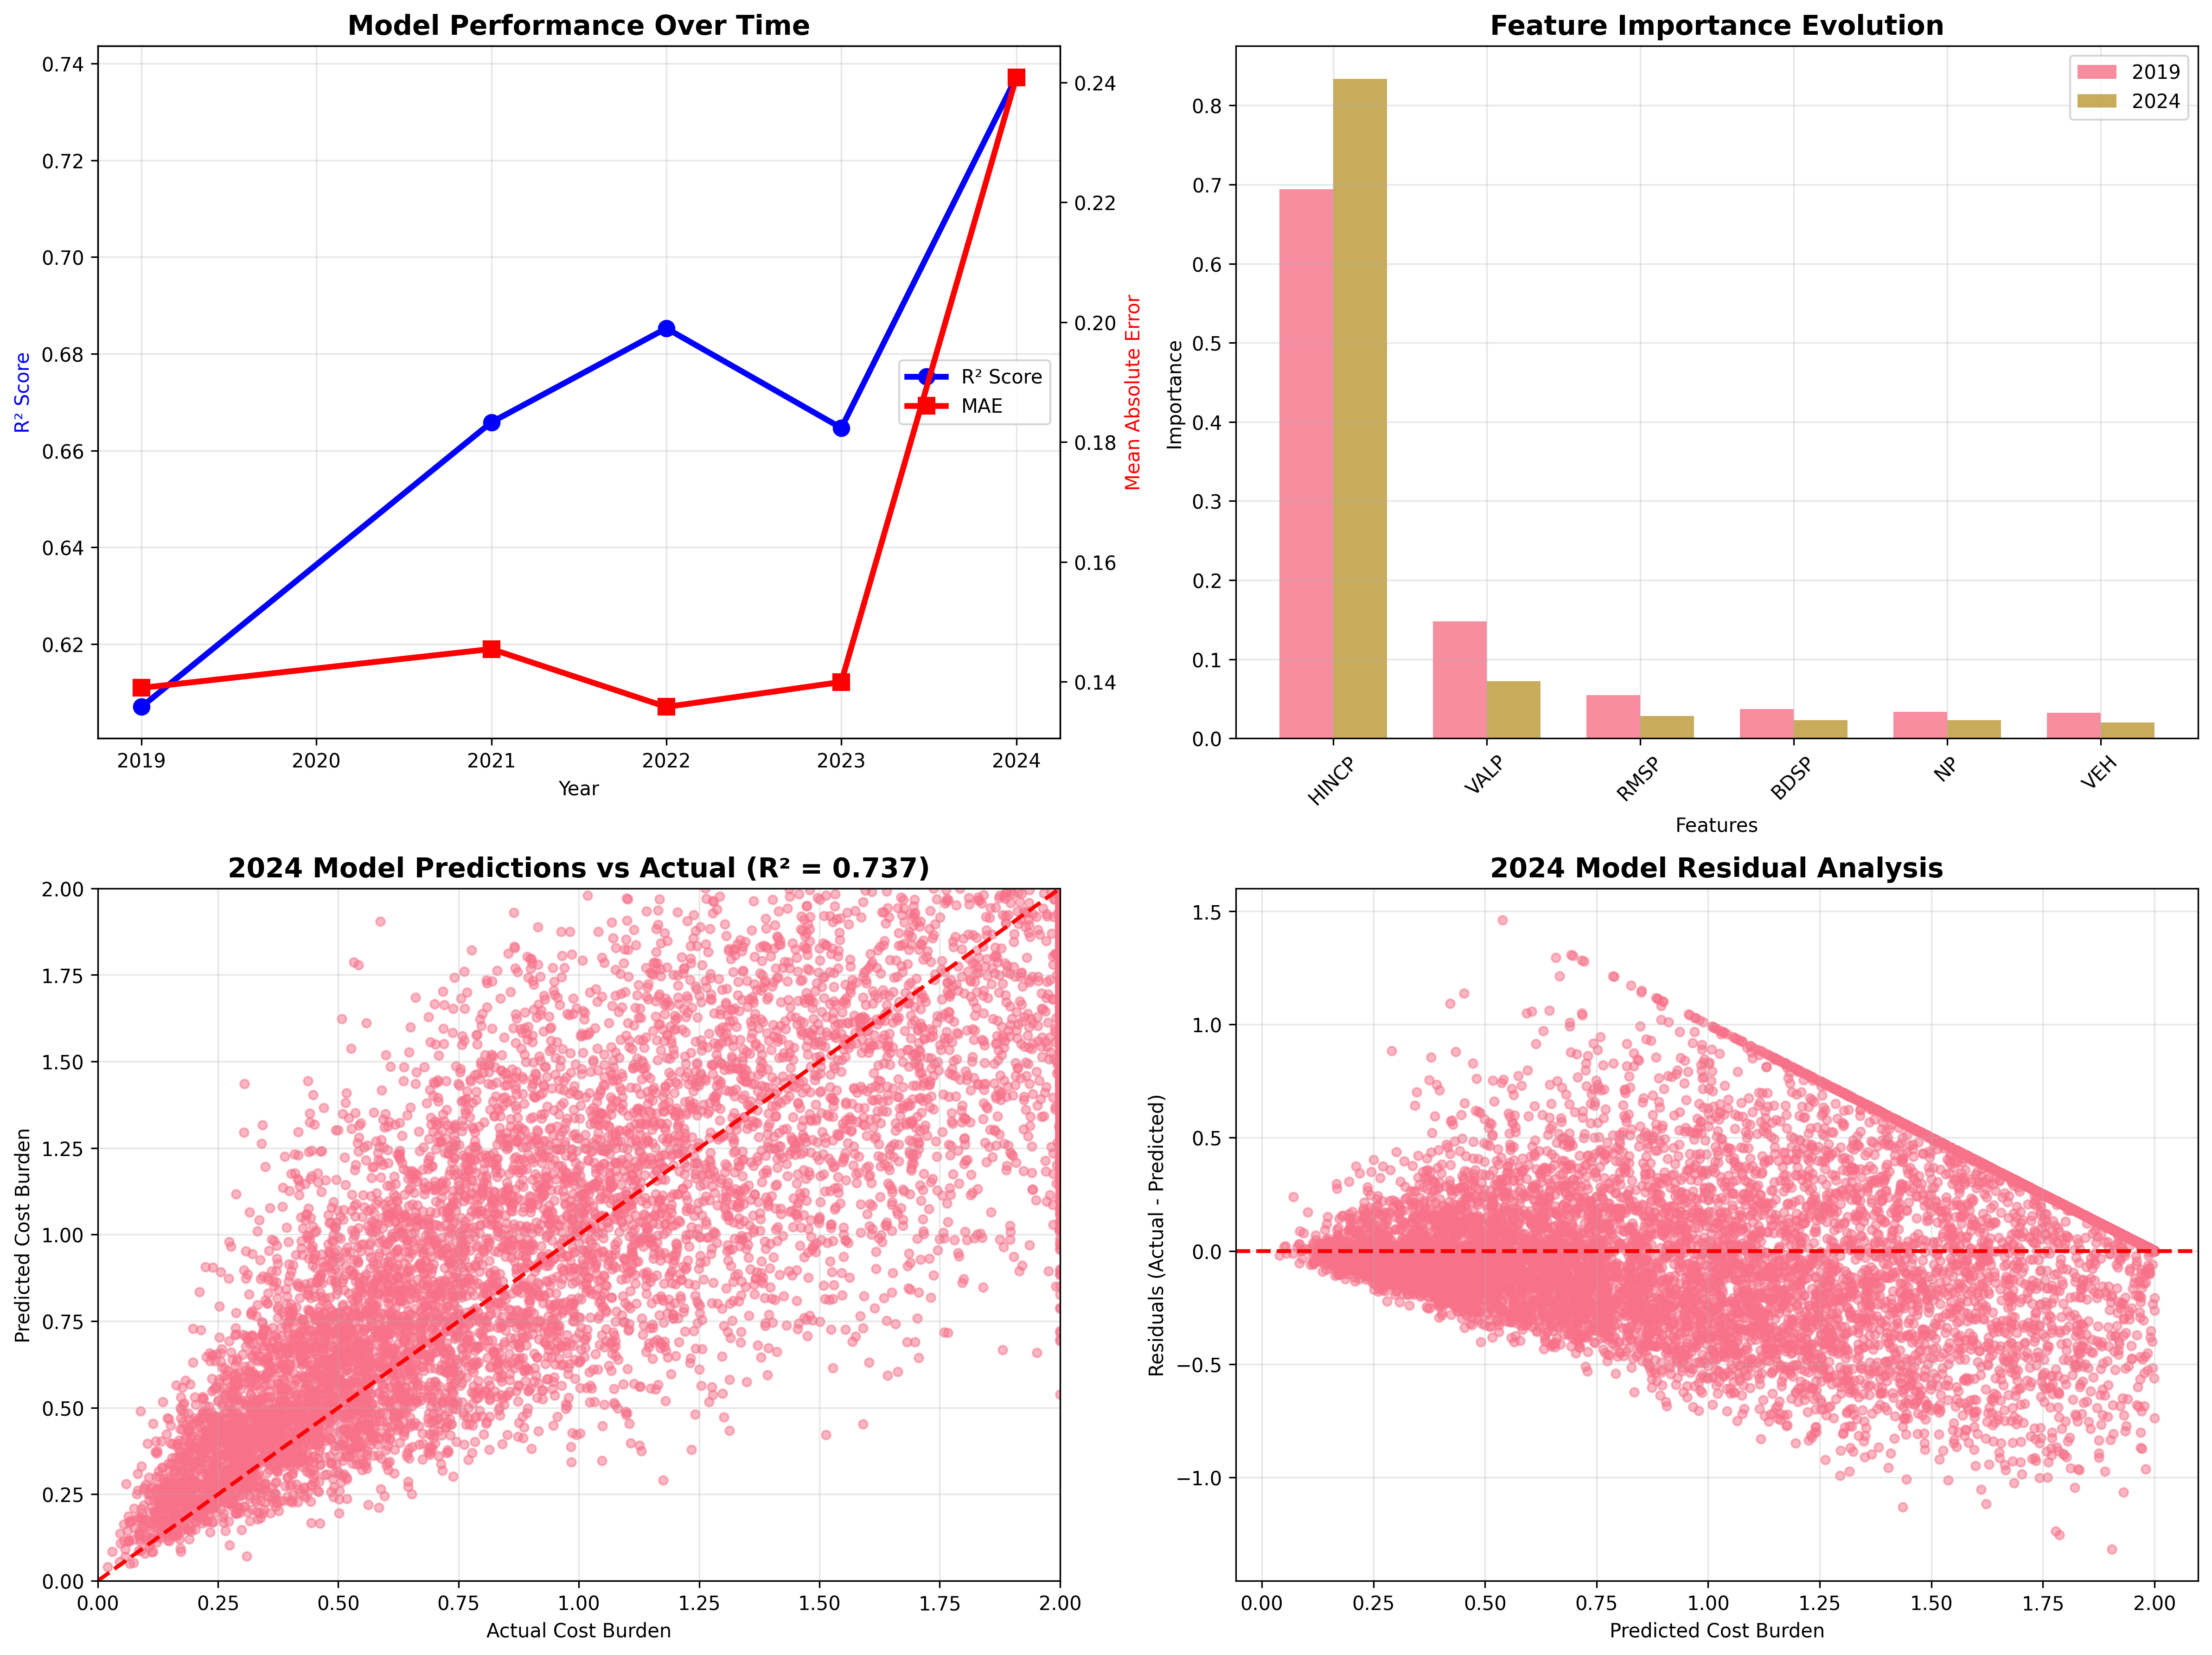 Model Performance Over Time
0.74
0.72
0.70
0.68
0.66
0.64
0.62
R² Score
0.24
0.22
0.20
0.18
0.16
0.14
Mean Absolute Error
R² Score
MAE
2019 2020 2021 2022 2023 2024
Year
Feature Importance Evolution
2019
2024
0.8
0.7
0.6
0.5
0.4
0.3
0.2
0.1
0.0
Importance
HINCP VALP RMSP BDSP NP VEH
Features
2024 Model Predictions vs Actual (R² = 0.737)
2.00
1.75
1.50
1.25
1.00
0.75
0.50
0.25
0.00
Predicted Cost Burden
0.00 0.25 0.50 0.75 1.00 1.25 1.50 1.75 2.00
Actual Cost Burden
2024 Model Residual Analysis
1.5
1.0
0.5
0.0
−0.5
−1.0
Residuals (Actual - Predicted)
0.00 0.25 0.50 0.75 1.00 1.25 1.50 1.75 2.00
Predicted Cost Burden